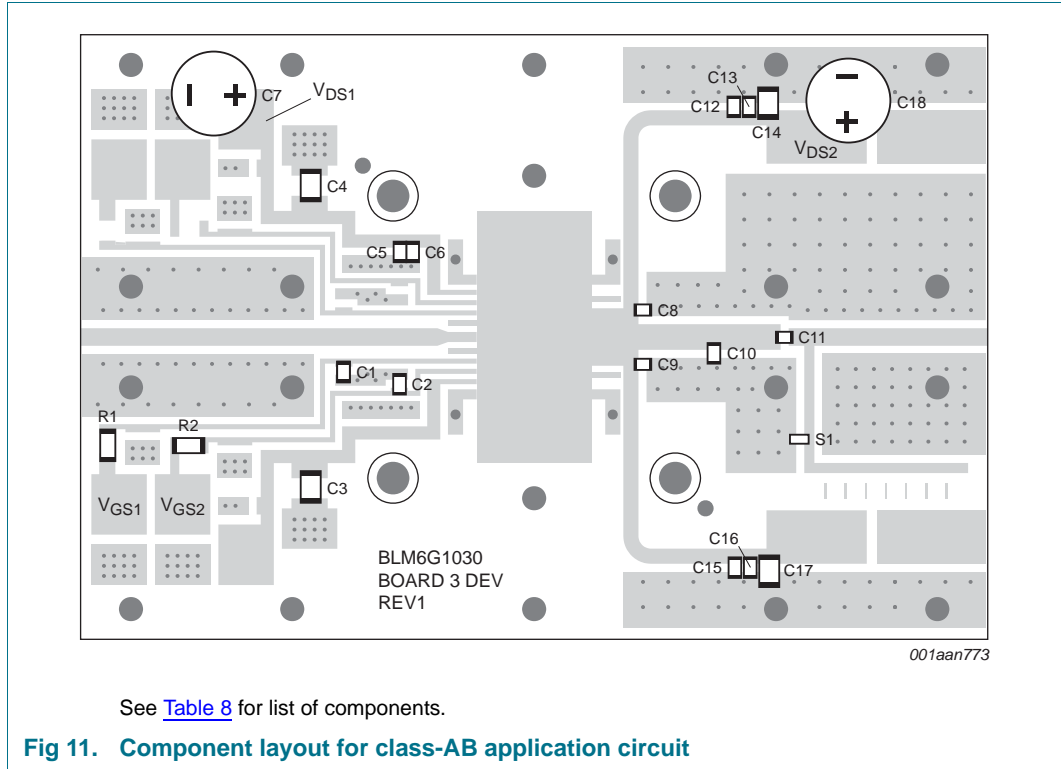 C13
C7
VDS1
C12
C18
C14
VDS2
C4
C5
C6
C8
C11
C10
C1
C9
C2
R1
R2
S1
C3
VGS1
VGS2
C16
BLM6G1030
BOARD 3 DEV
REV1
C15
C17
001aan773
See Table 8 for list of components.
Fig 11. Component layout for class-AB application circuit